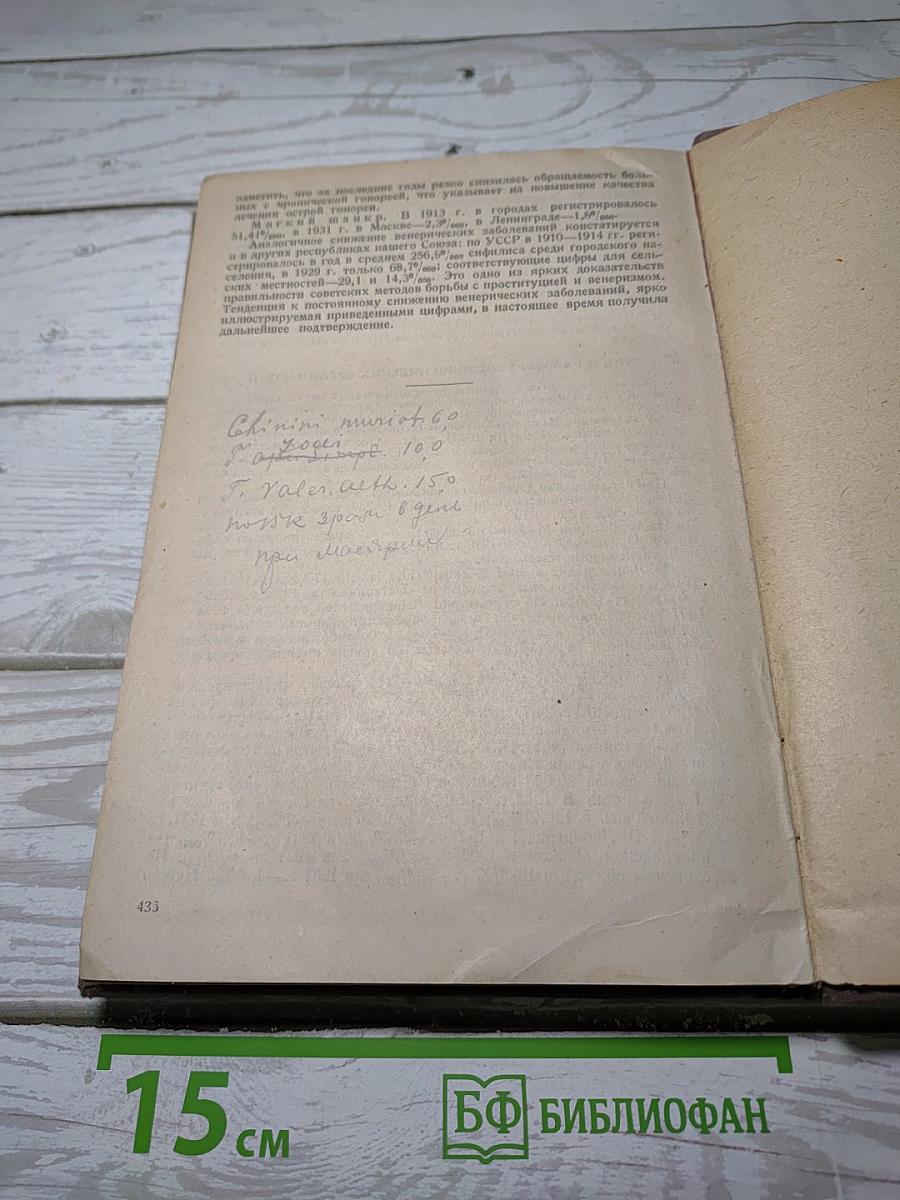 заметить, что за последние годы резко снизилась обращаемость боль-
ных с хронической гонореей, что указывает на повышение качества
лечения острой гонореи.
Мягкий шанкр. В 1913 г. в городах регистрировалось
51,41⁰/₀₀₀, в 1931 г. в Москве—2,3⁰/₀₀₀, в Ленинграде—1,6⁰/₀₀₀.
Аналогичное снижение венерических заболеваний констатируется
и в других республиках нашего Союза: по УССР в 1910—1914 гг. реги-
стрировалось в год в среднем 256,9⁰/₀₀₀ сифилиса среди городского на-
селения, в 1929 г. только 68,7⁰/₀₀₀; соответствующие цифры для сель-
ских местностей—29,1 и 14,3⁰/₀₀₀. Это одно из ярких доказательств
правильности советских методов борьбы с проституцией и венеризмом.
Тенденция к постоянному снижению венерических заболеваний, ярко
иллюстрируемая приведенными цифрами, в настоящее время получила
дальнейшее подтверждение.
Chinini muriat. 6,0
T. Jodi 10,0
T. Valer. aeth. 15,0
по 15к 3 раза в день
при
433
15 см
БФ БИБЛИОФАН